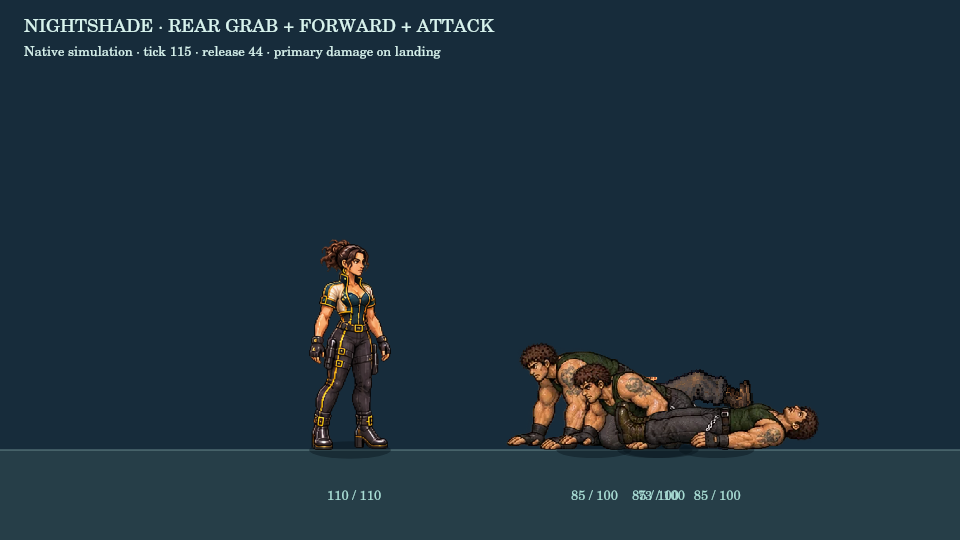 NIGHTSHADE · REAR GRAB + FORWARD + ATTACK
Native simulation · tick 115 · release 44 · primary damage on landing
110 / 110 85 / 100 85 / 100